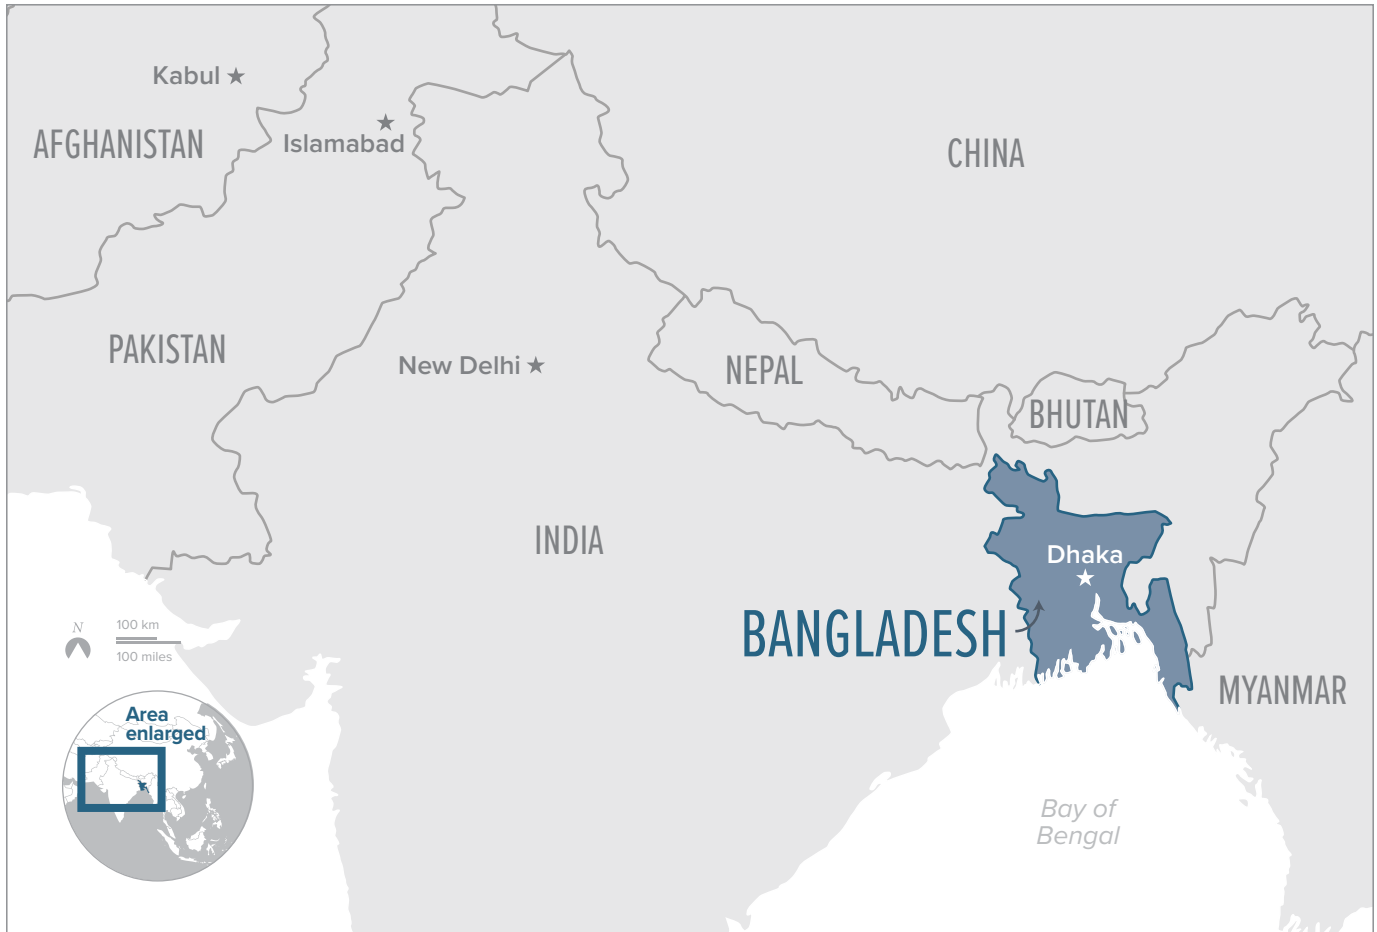 Kabul
AFGHANISTAN
Islamabad
CHINA
PAKISTAN
New Delhi
NEPAL
BHUTAN
INDIA
Dhaka
BANGLADESH
MYANMAR
N
100 km
100 miles
Area
enlarged
Bay of
Bengal